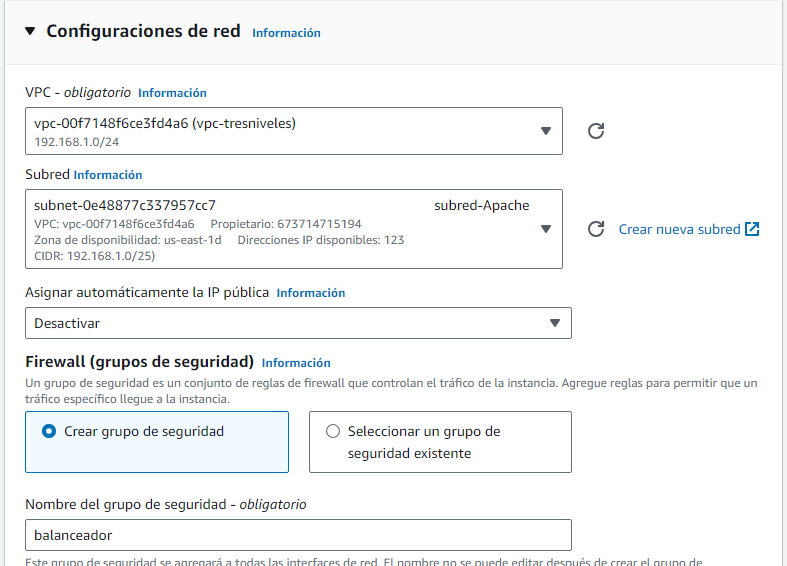 Configuraciones de red Información
VPC - obligatorio Información
vpc-00f7148f6ce3fd4a6 (vpc-tresniveles)
192.168.1.0/24
Subred Información
subnet-0e48877c337957cc7 subred-Apache
VPC: vpc-00f7148f6ce3fd4a6 Propietario: 673714715194
Zona de disponibilidad: us-east-1d Direcciones IP disponibles: 123
CIDR: 192.168.1.0/25)
Crear nueva subred
Asignar automáticamente la IP pública Información
Desactivar
Firewall (grupos de seguridad) Información
Un grupo de seguridad es un conjunto de reglas de firewall que controlan el tráfico de la instancia. Agregue reglas para permitir que un
tráfico específico llegue a la instancia.
Crear grupo de seguridad
Seleccionar un grupo de
seguridad existente
Nombre del grupo de seguridad - obligatorio
balanceador
Este grupo de seguridad se agregará a todas las interfaces de red. El nombre no se puede editar después de crear el grupo de